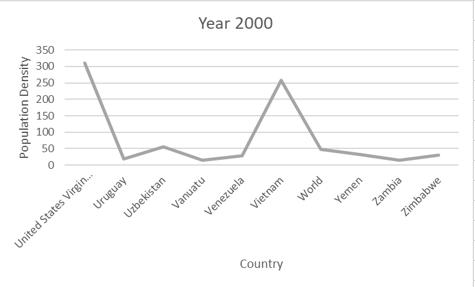 Year 2000
Population Density
350
300
250
200
150
100
50
0
United States Virgin...
Uruguay
Uzbekistan
Vanuatu
Venezuela
Vietnam
World
Yemen
Zambia
Zimbabwe
Country